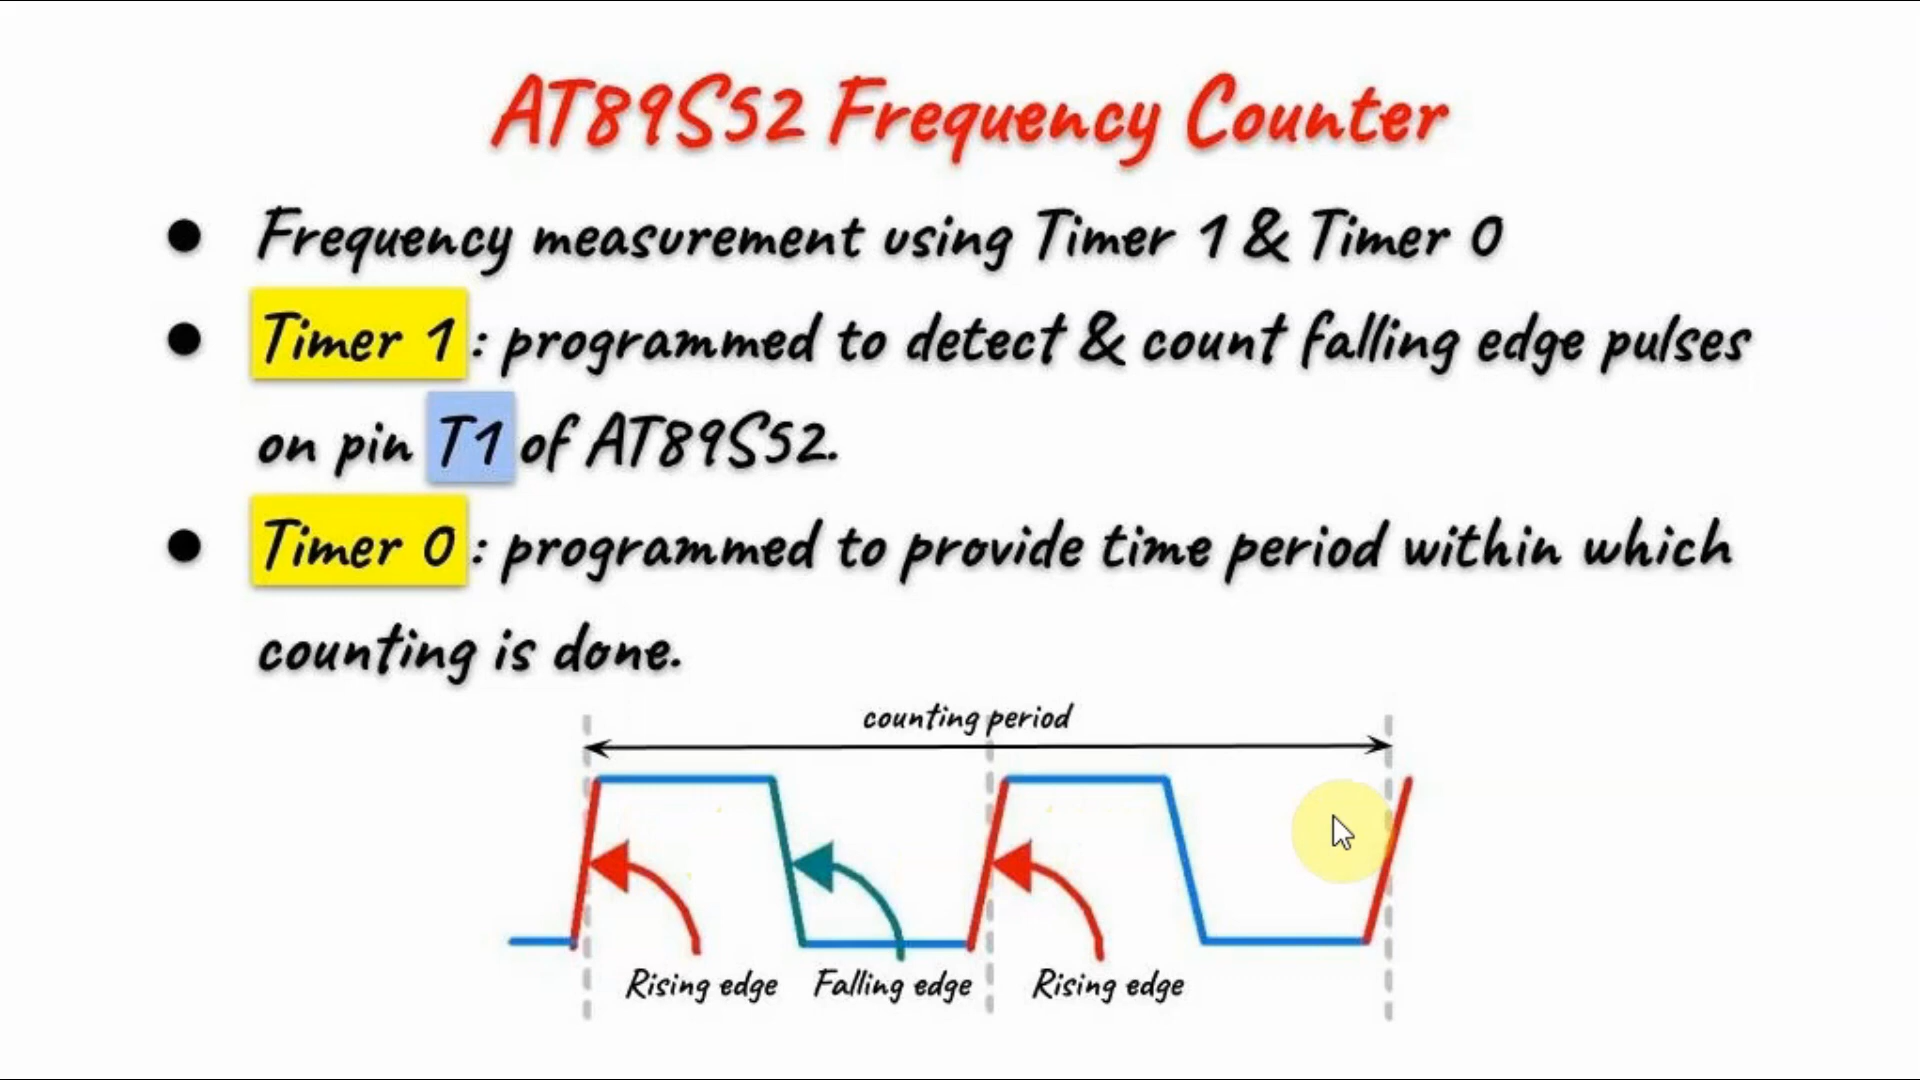 AT89S52 Frequency Counter
● Frequency measurement using Timer 1 & Timer 0
● Timer 1 : programmed to detect & count falling edge pulses
on pin T1 of AT89S52.
● Timer 0 : programmed to provide time period within which
counting is done.
counting period
Rising edge Falling edge Rising edge